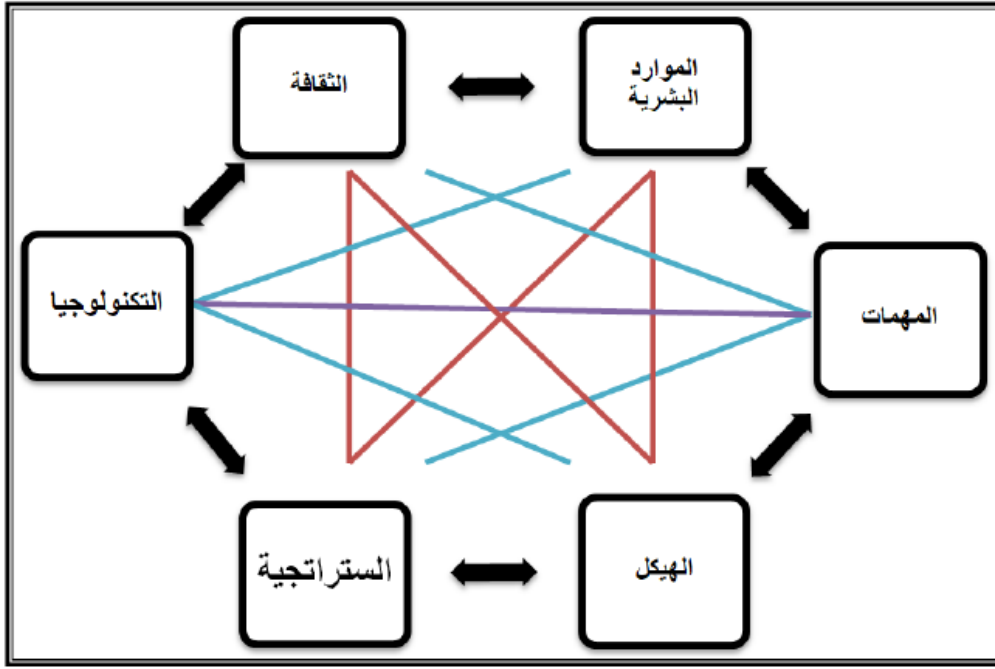 الموارد
البشرية
الثقافة
المهمات
التكنولوجيا
الهيكل
الستراتجية